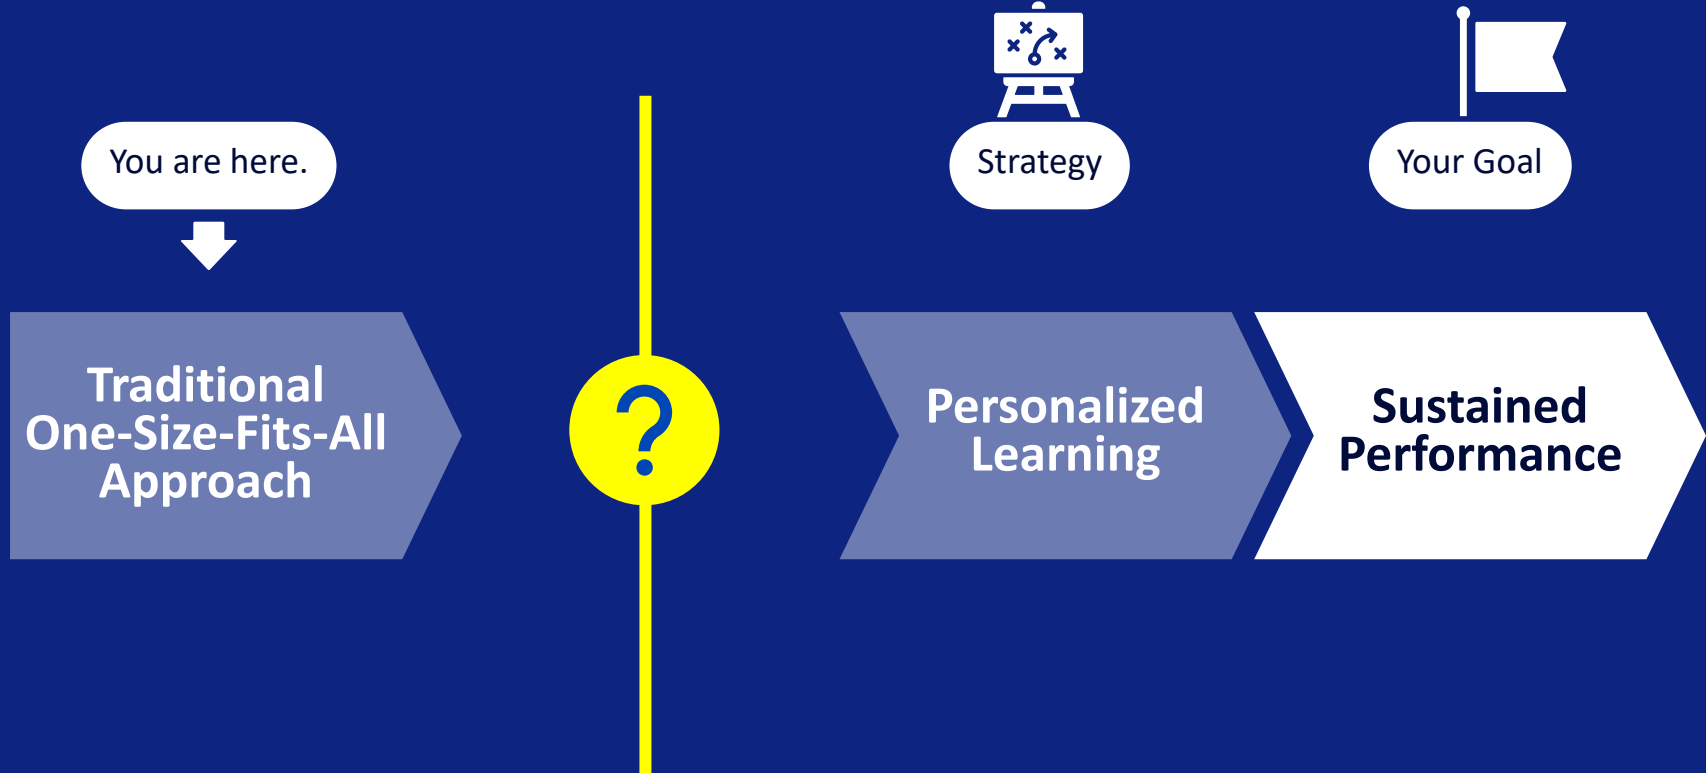 You are here.
Strategy
Your Goal
Traditional
One-Size-Fits-All
Approach
?
Personalized
Learning
Sustained
Performance